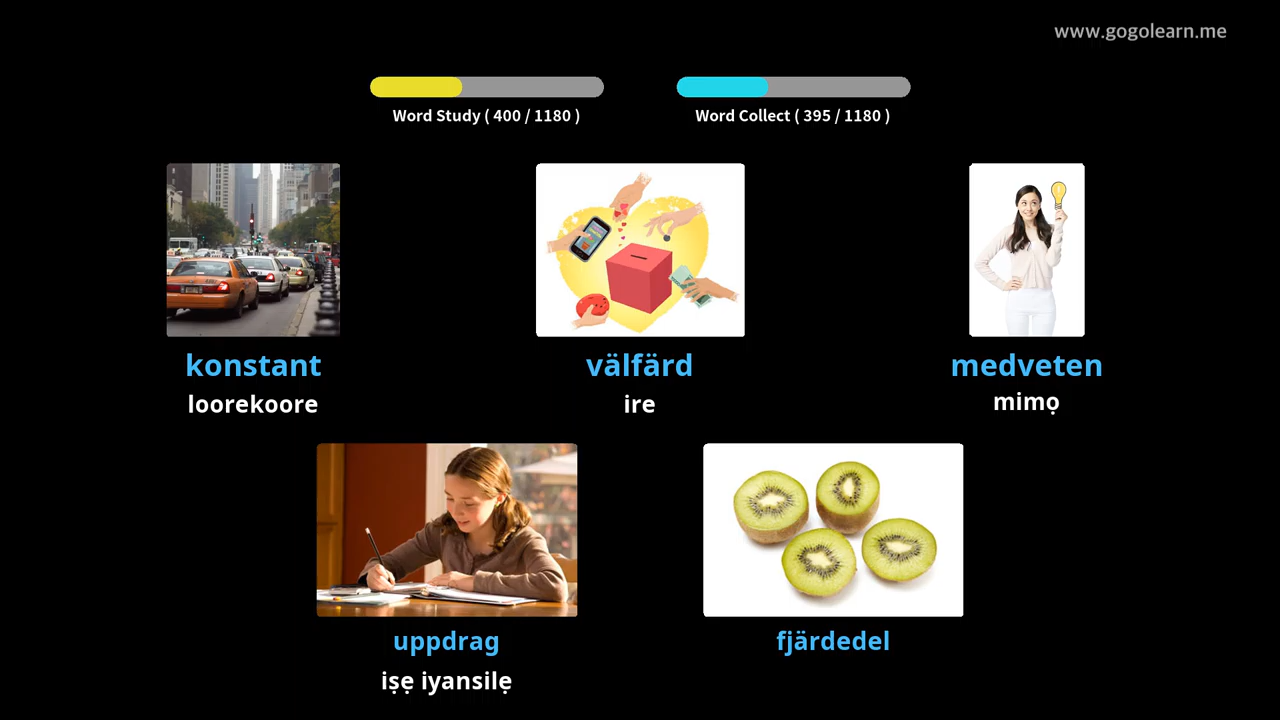 www.gogolearn.me
Word Study ( 400 / 1180 )
Word Collect ( 395 / 1180 )
konstant
loorekoore
välfärd
ire
medveten
mimọ
uppdrag
iṣẹ iyansilẹ
fjärdedel